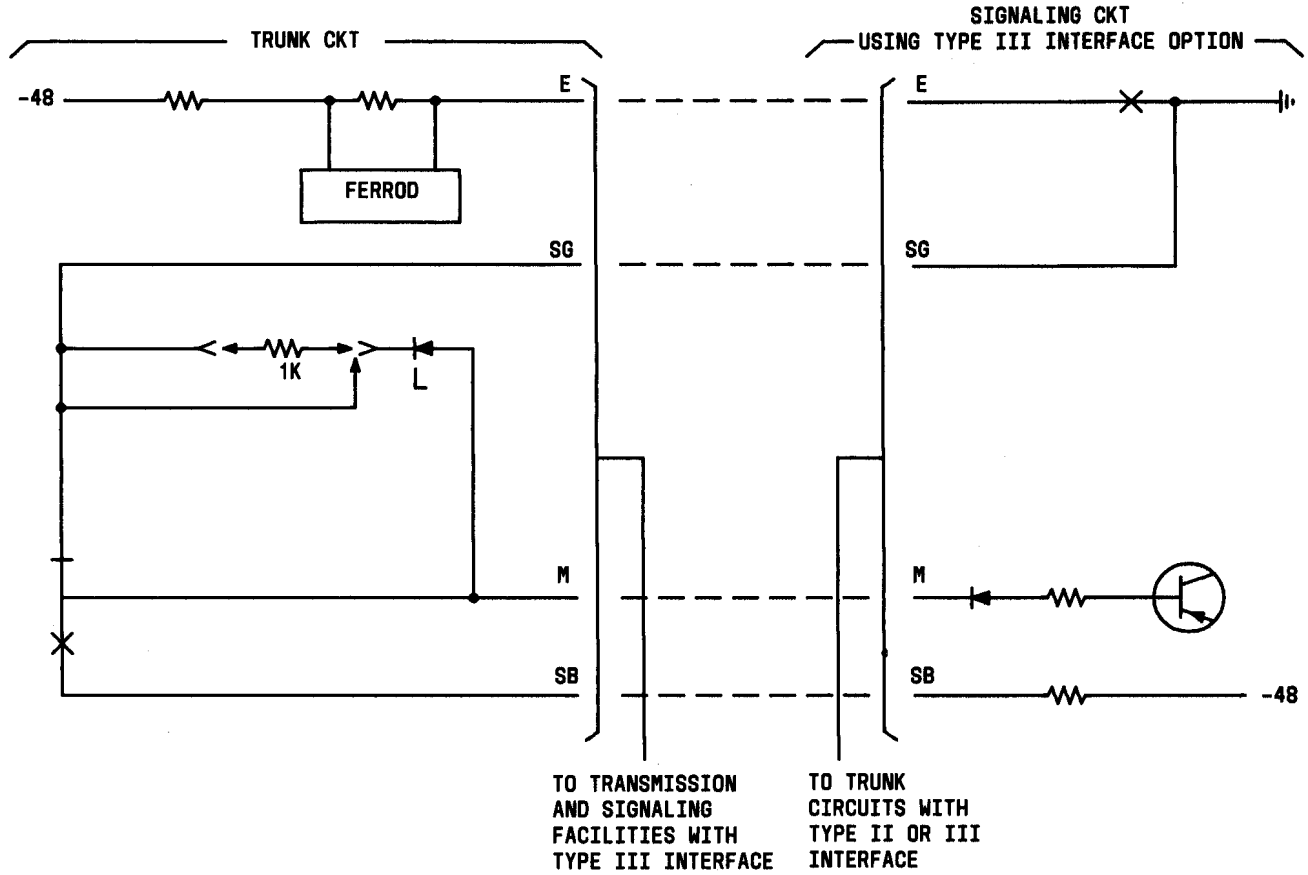 SIGNALING CKT
TRUNK CKT
USING TYPE III INTERFACE OPTION
-48
E
E
FERROD
SG
SG
1K
L
M
M
SB
SB
-48
TO TRANSMISSION
AND SIGNALING
FACILITIES WITH
TYPE III INTERFACE
TO TRUNK
CIRCUITS WITH
TYPE II OR III
INTERFACE